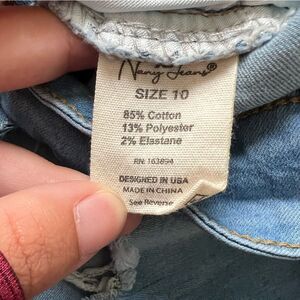 Nany Jeans®
SIZE 10
85% Cotton
13% Polyester
2% Elastane
RN: 163894
DESIGNED IN USA
MADE IN CHINA
See Reverse